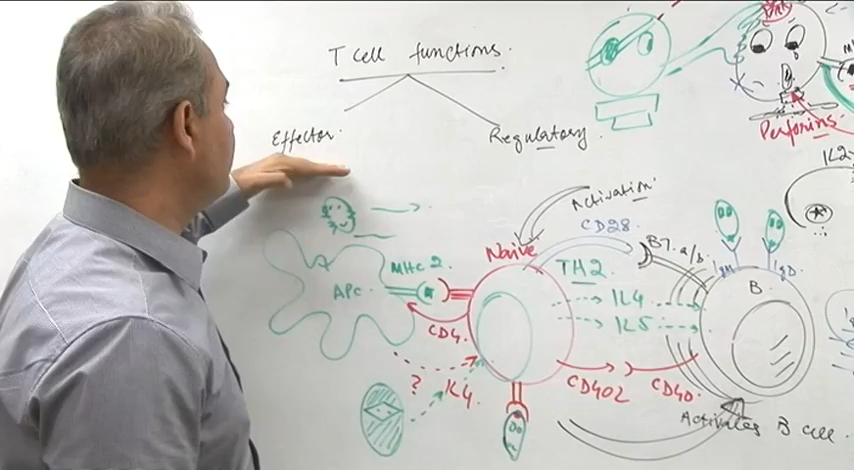 T Cell functions.
Effector.
Regulatory.
Perforins
Activation.
CD28
B7. a/b
Naive
MHC 2.
TH2
IgM
IgD
APC.
B.
IL4
IL5
CD4.
?
IL4.
CD40L
CD40.
Activates B cell.